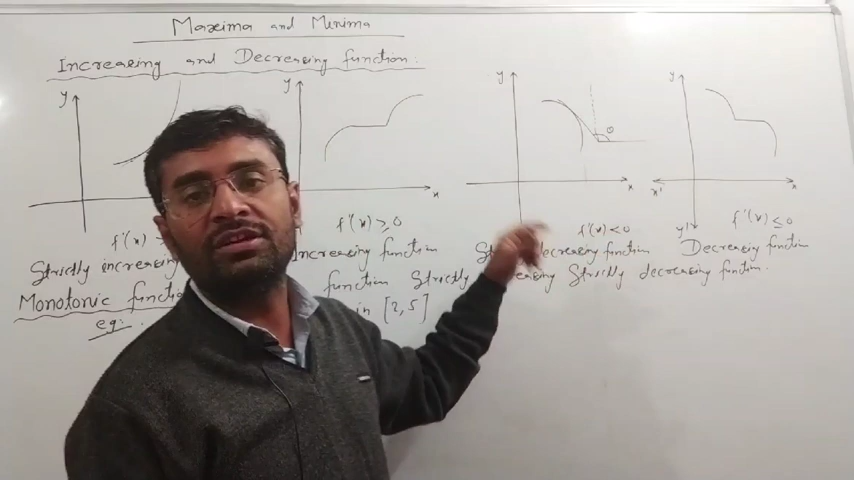 Maxima and Minima
Increasing and Decreasing function.
y y y y
x x x' x
θ
y'
f'(x) f'(x) ≥ 0 f'(x) < 0 f'(x) ≤ 0
Strictly increasing Increasing function decreasing function Decreasing function
Monotonic function Strictly Strictly decreasing function.
eg: in [2, 5]